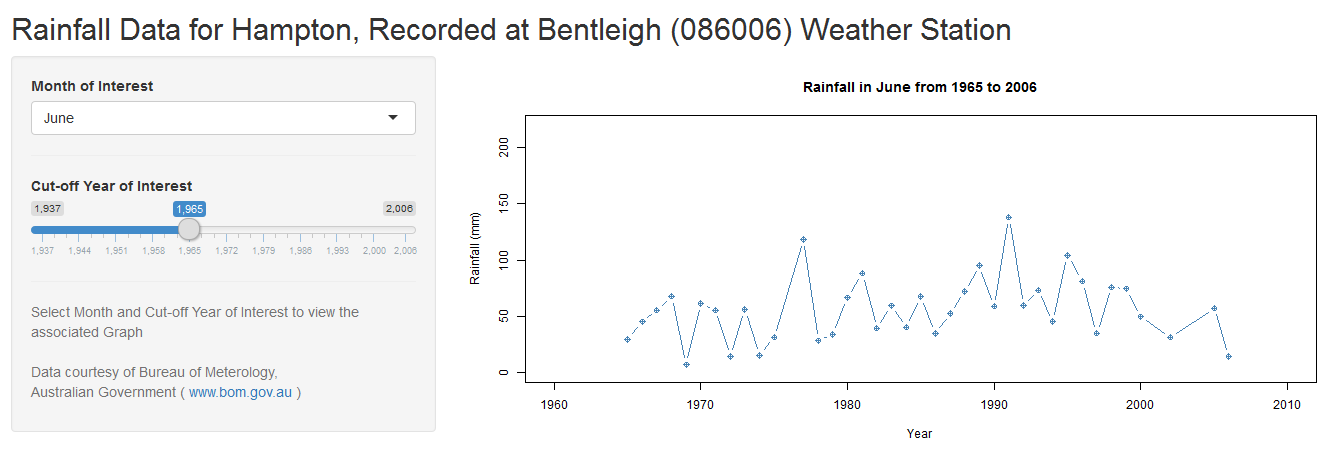 Rainfall Data for Hampton, Recorded at Bentleigh (086006) Weather Station
Month of Interest
June
Cut-off Year of Interest
1,937 1,965 2,006
1,937 1,944 1,951 1,958 1,965 1,972 1,979 1,986 1,993 2,000 2,006
Select Month and Cut-off Year of Interest to view the
associated Graph
Data courtesy of Bureau of Meterology,
Australian Government ( www.bom.gov.au )
Rainfall in June from 1965 to 2006
Rainfall (mm)
200
150
100
50
0
1960 1970 1980 1990 2000 2010
Year